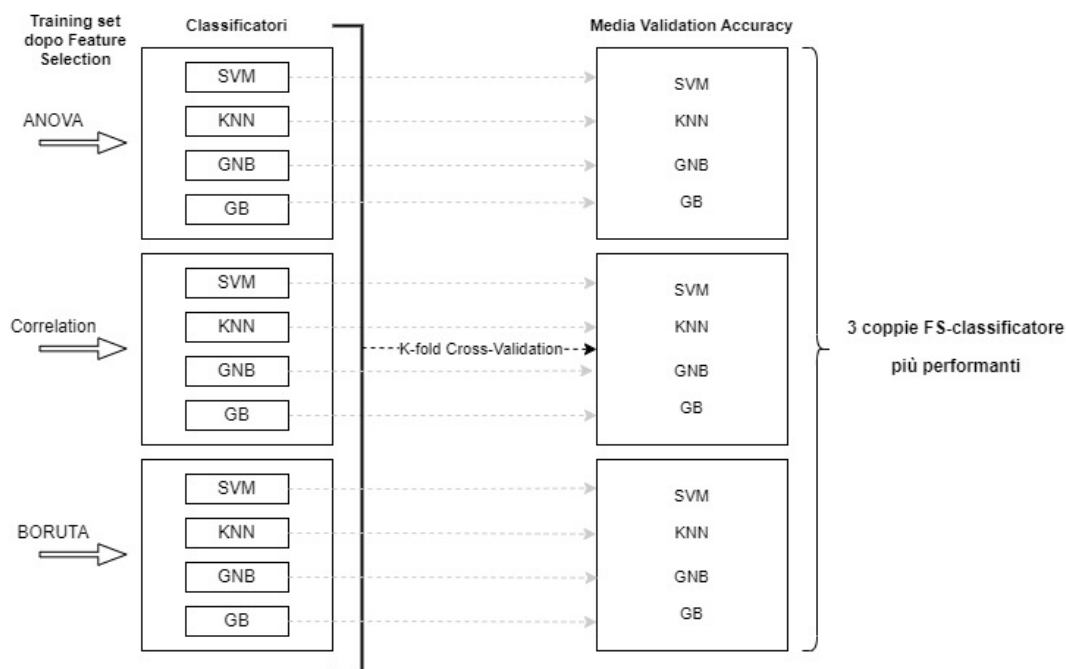 Training set
dopo Feature
Selection
Classificatori
Media Validation Accuracy
ANOVA
SVM
KNN
GNB
GB
SVM
KNN
GNB
GB
Correlation
SVM
KNN
GNB
GB
K-fold Cross-Validation
SVM
KNN
GNB
GB
BORUTA
SVM
KNN
GNB
GB
SVM
KNN
GNB
GB
3 coppie FS-classificatore
più performanti